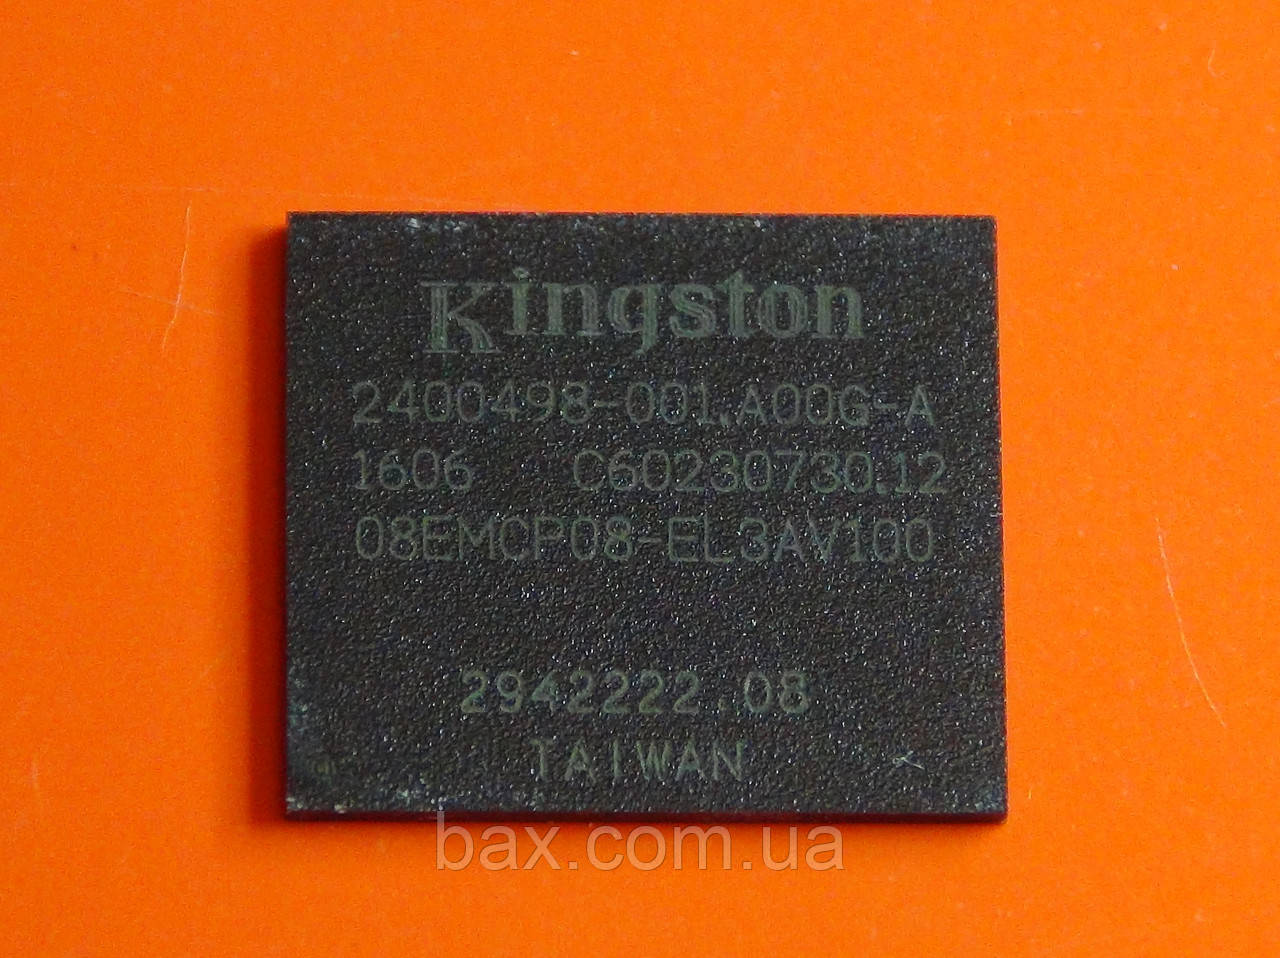 Kingston
2400498-001.A00G-A
1606 C60230730.12
08EMCP08-EL3AV100
2942222.08
TAIWAN
bax.com.ua